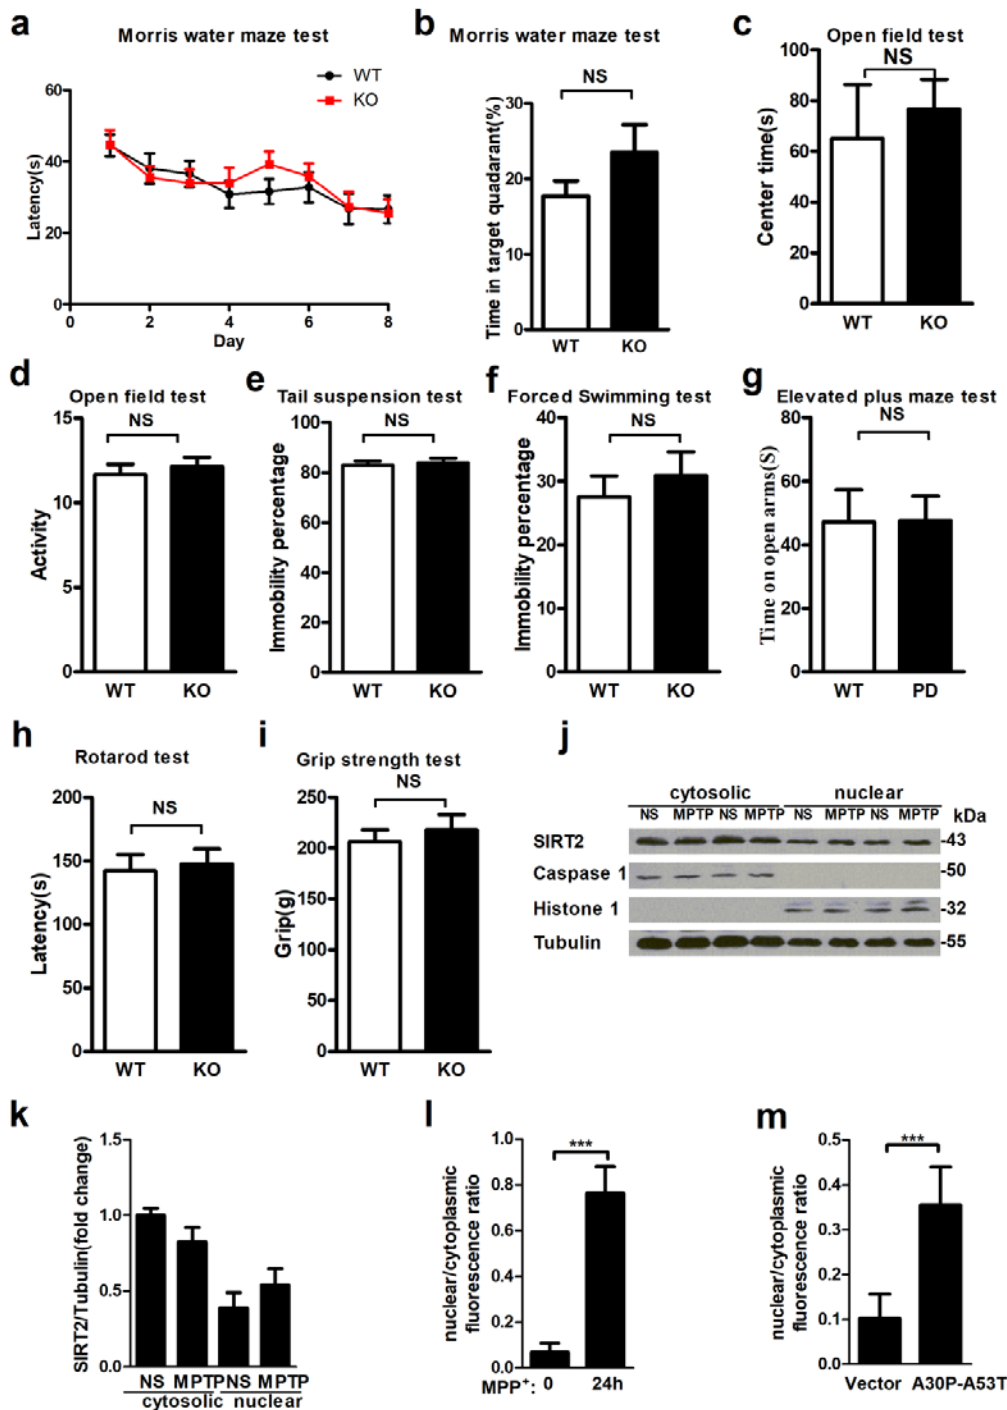 a
Morris water maze test
WT
KO
Latency(s)
60
40
20
0
0 2 4 6 8
Day
b
Morris water maze test
NS
Time in target quadarant(%)
30
20
10
0
WT KO
c
Open field test
NS
Center time(s)
100
80
60
40
20
0
WT KO
d
Open field test
NS
Activity
15
10
5
0
WT KO
e
Tail suspension test
NS
Immobility percentage
100
80
60
40
20
0
WT KO
f
Forced Swimming test
NS
Immobility percentage
40
30
20
10
0
WT KO
g
Elevated plus maze test
NS
Time on open arms(S)
80
60
40
20
0
WT PD
h
Rotarod test
NS
Latency(s)
200
150
100
50
0
WT KO
i
Grip strength test
NS
Grip(g)
250
200
150
100
50
0
WT KO
j
cytosolic nuclear
NS MPTP NS MPTP NS MPTP NS MPTP kDa
SIRT2 -43
Caspase 1 -50
Histone 1 -32
Tubulin -55
k
SIRT2/Tubulin(fold change)
1.5
1.0
0.5
0.0
NS MPTP NS MPTP
cytosolic nuclear
l
nuclear/cytoplasmic
fluorescence ratio
***
1.0
0.8
0.6
0.4
0.2
0.0
MPP+: 0 24h
m
nuclear/cytoplasmic
fluorescence ratio
***
0.5
0.4
0.3
0.2
0.1
0.0
Vector A30P-A53T